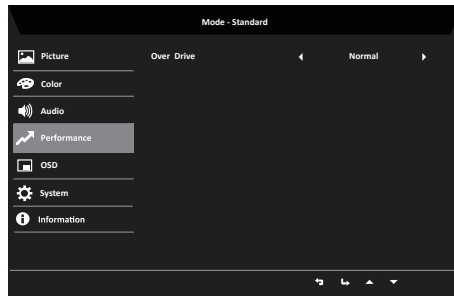 Mode - Standard
Picture
Over Drive Normal
Color
Audio
Performance
OSD
System
Information